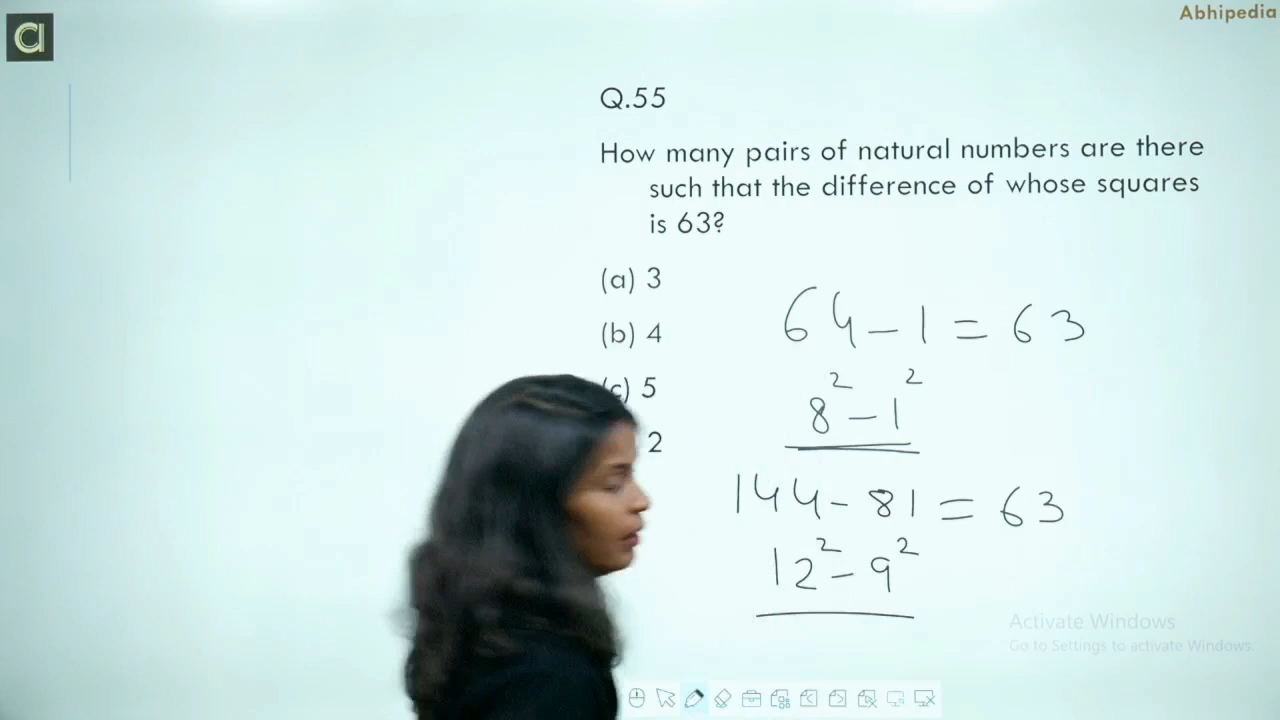 Abhipedia
Q.55
How many pairs of natural numbers are there
such that the difference of whose squares
is 63?
(a) 3
(b) 4
(c) 5
2
64 - 1 = 63
8² - 1²
144 - 81 = 63
12² - 9²
Activate Windows
Go to Settings to activate Windows.